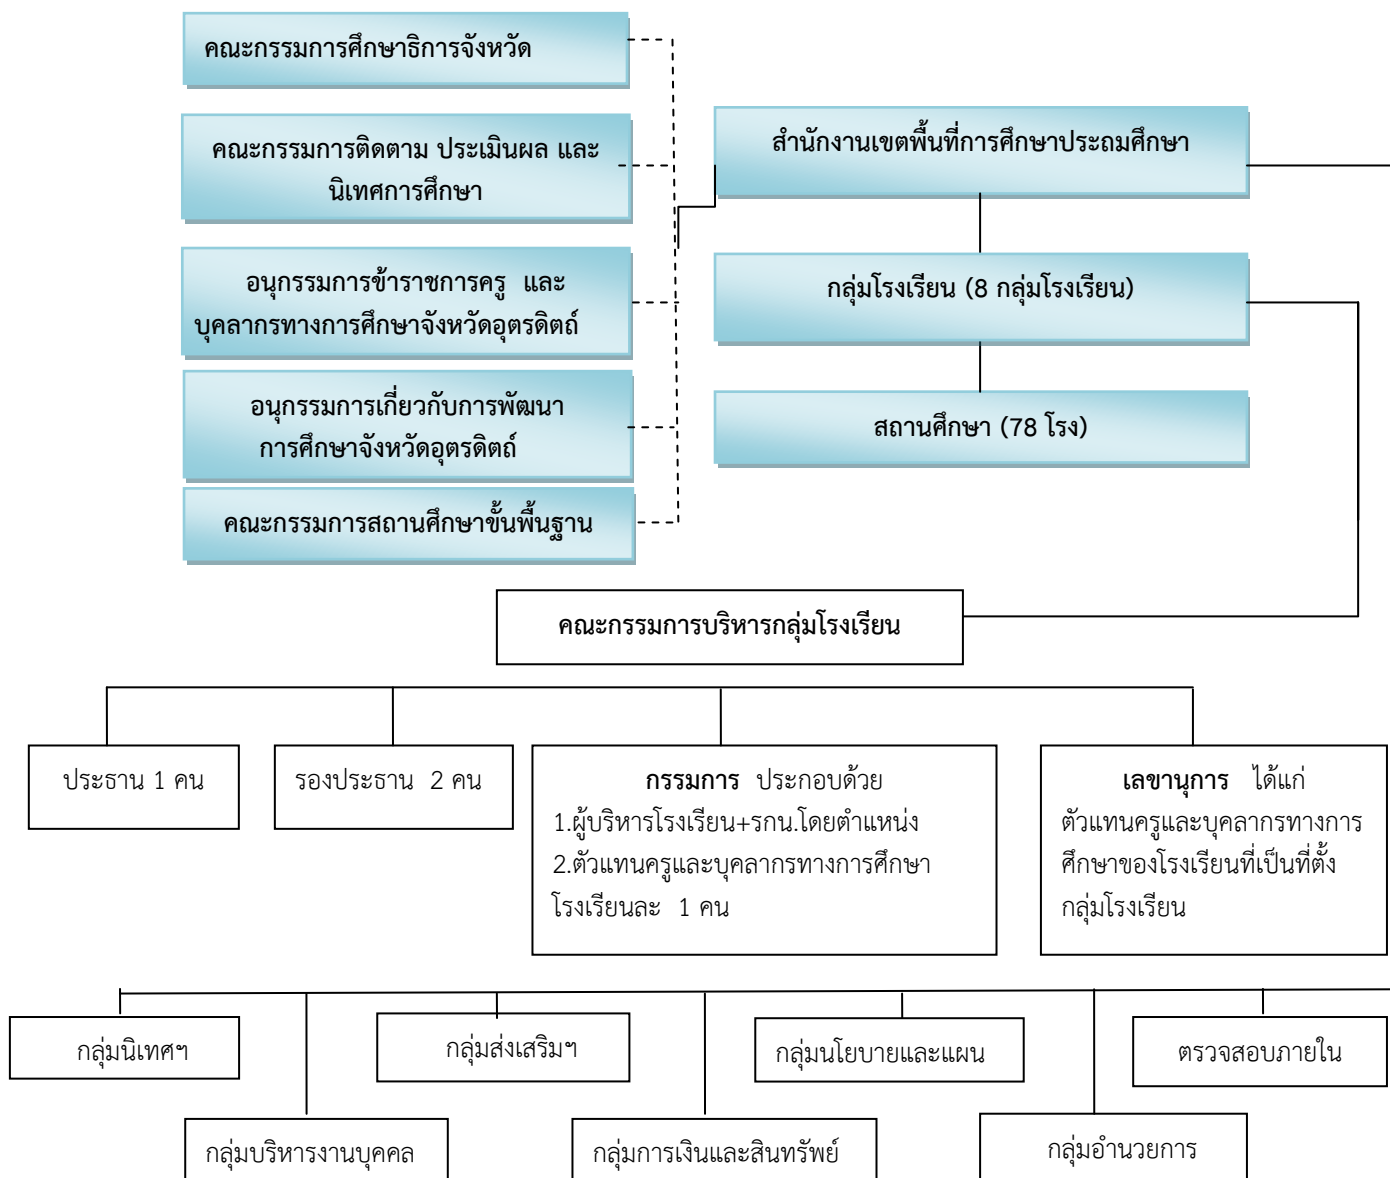 คณะกรรมการศึกษาธิการจังหวัด
คณะกรรมการติดตาม ประเมินผล และ
นิเทศการศึกษา
อนุกรรมการข้าราชการครู และ
บุคลากรทางการศึกษาจังหวัดอุตรดิตถ์
อนุกรรมการเกี่ยวกับการพัฒนา
การศึกษาจังหวัดอุตรดิตถ์
คณะกรรมการสถานศึกษาขั้นพื้นฐาน
สำนักงานเขตพื้นที่การศึกษาประถมศึกษา
กลุ่มโรงเรียน (8 กลุ่มโรงเรียน)
สถานศึกษา (78 โรง)
คณะกรรมการบริหารกลุ่มโรงเรียน
ประธาน 1 คน
รองประธาน 2 คน
กรรมการ ประกอบด้วย
1.ผู้บริหารโรงเรียน+รกน.โดยตำแหน่ง
2.ตัวแทนครูและบุคลากรทางการศึกษา
โรงเรียนละ 1 คน
เลขานุการ ได้แก่
ตัวแทนครูและบุคลากรทางการ
ศึกษาของโรงเรียนที่เป็นที่ตั้ง
กลุ่มโรงเรียน
กลุ่มนิเทศฯ
กลุ่มส่งเสริมฯ
กลุ่มนโยบายและแผน
ตรวจสอบภายใน
กลุ่มบริหารงานบุคคล
กลุ่มการเงินและสินทรัพย์
กลุ่มอำนวยการ